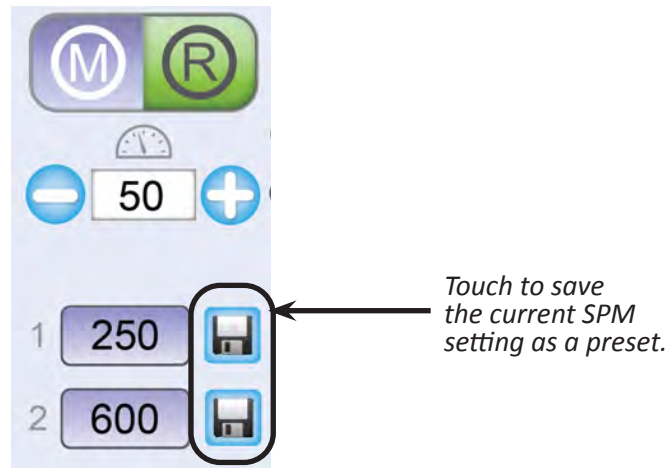 M R
50
1 250
2 600
Touch to save
the current SPM
setting as a preset.